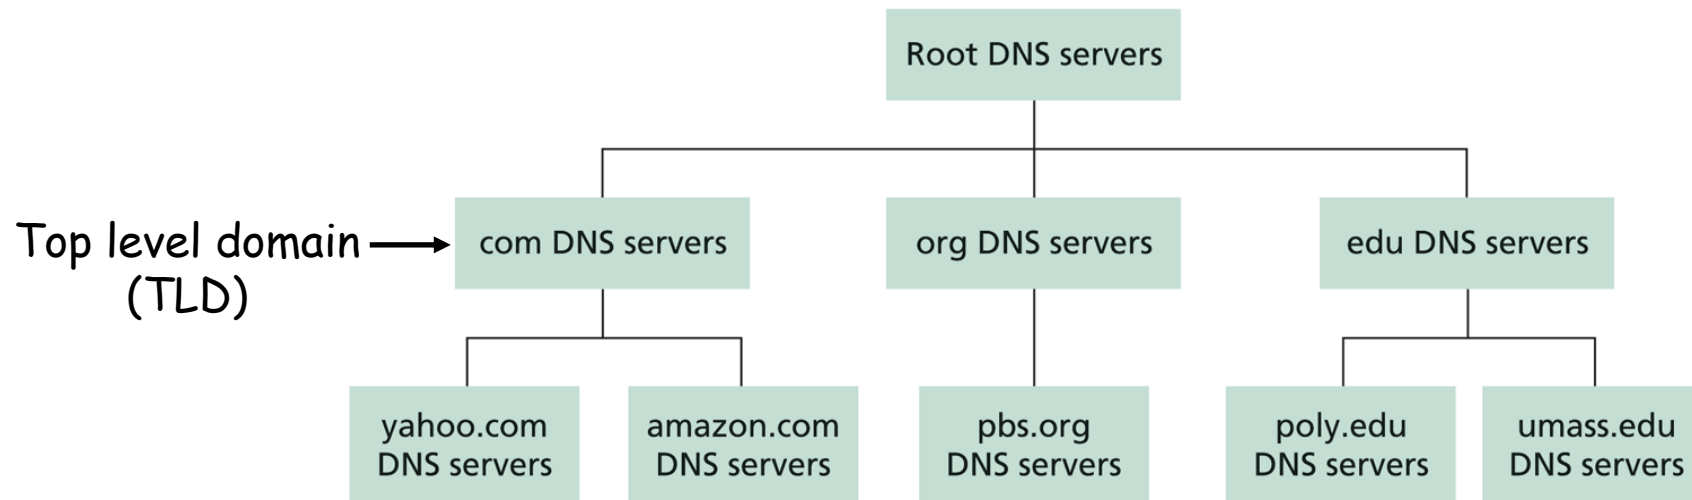 Root DNS servers
Top level domain
(TLD)
com DNS servers
org DNS servers
edu DNS servers
yahoo.com
DNS servers
amazon.com
DNS servers
pbs.org
DNS servers
poly.edu
DNS servers
umass.edu
DNS servers